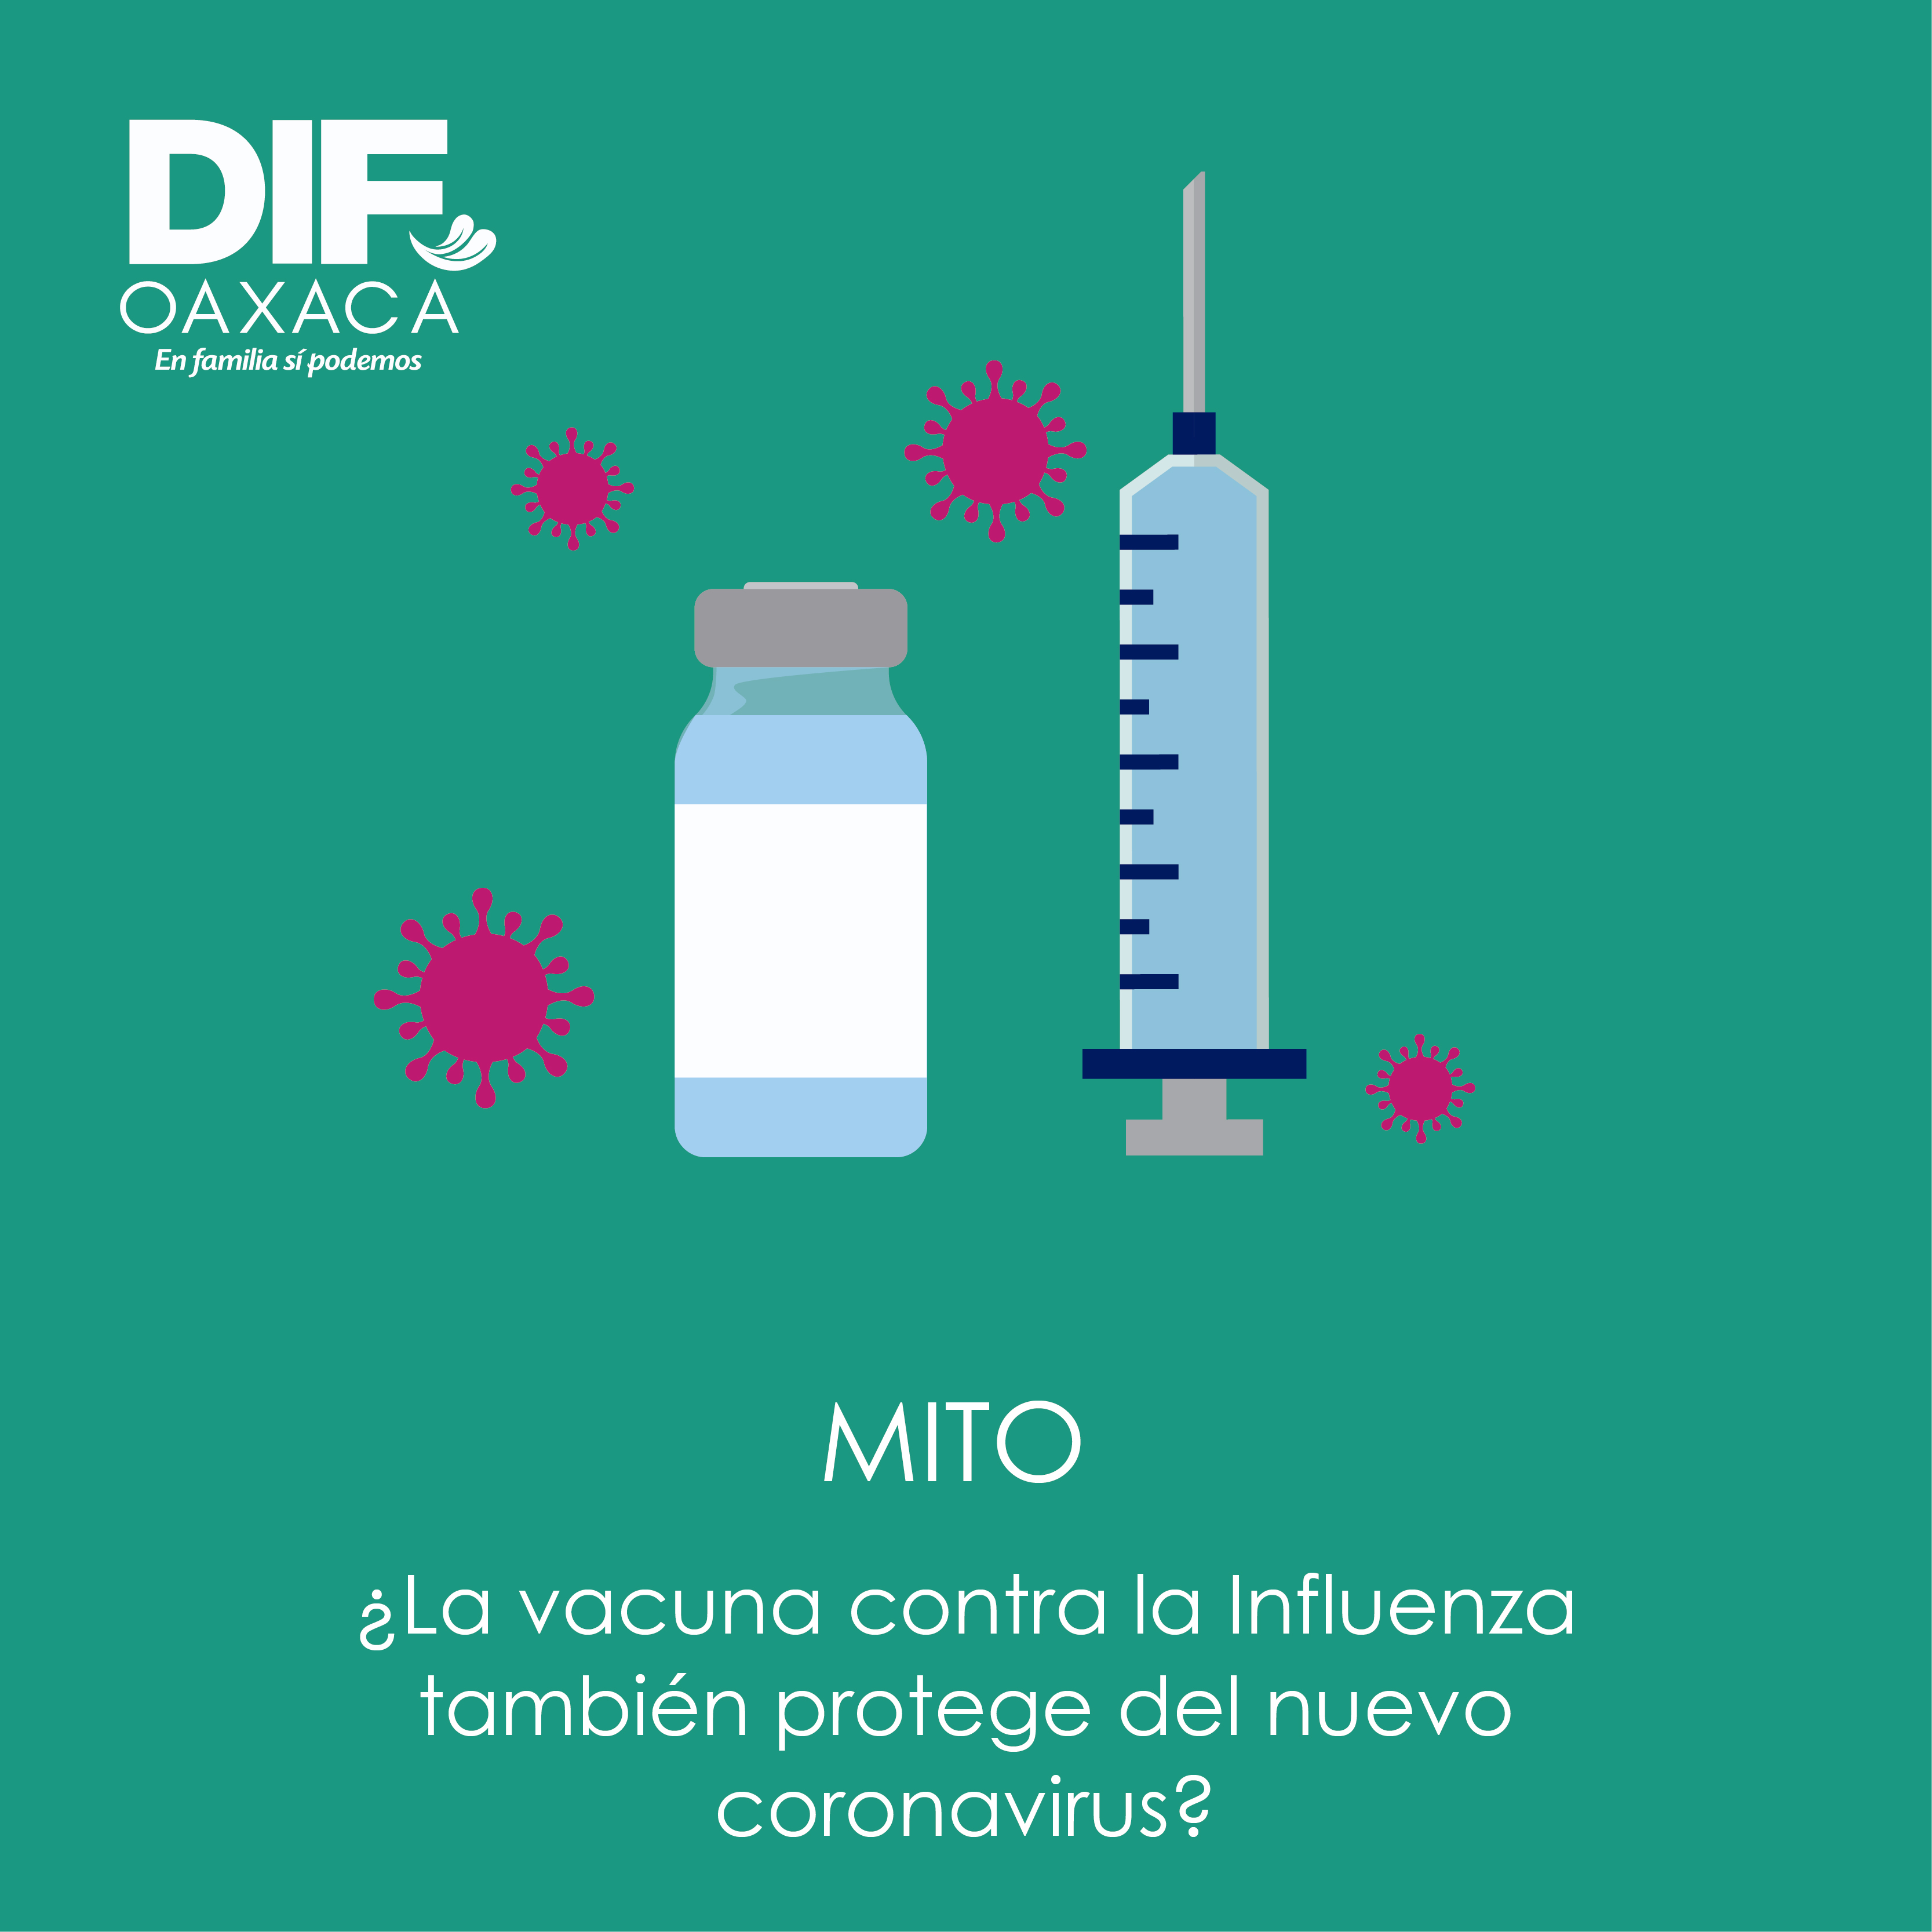 DIF
OAXACA
En familia sí podemos
MITO
¿La vacuna contra la Influenza
también protege del nuevo
coronavirus?